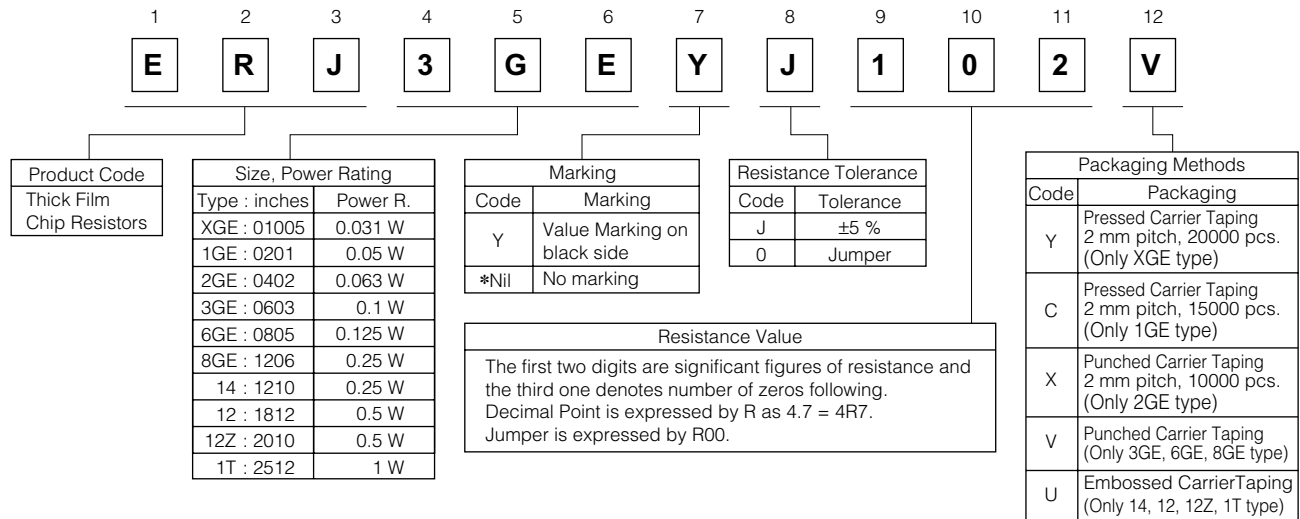 1 2 3 4 5 6 7 8 9 10 11 12
E R J 3 G E Y J 1 0 2 V
Product Code
Thick Film
Chip Resistors
Size, Power Rating
Type : inches Power R.
XGE : 01005 0.031 W
1GE : 0201 0.05 W
2GE : 0402 0.063 W
3GE : 0603 0.1 W
6GE : 0805 0.125 W
8GE : 1206 0.25 W
14 : 1210 0.25 W
12 : 1812 0.5 W
12Z : 2010 0.5 W
1T : 2512 1 W
Marking
Code Marking
Y Value Marking on
black side
*Nil No marking
Resistance Tolerance
Code Tolerance
J ±5 %
0 Jumper
Resistance Value
The first two digits are significant figures of resistance and
the third one denotes number of zeros following.
Decimal Point is expressed by R as 4.7 = 4R7.
Jumper is expressed by R00.
Packaging Methods
Code Packaging
Y Pressed Carrier Taping
2 mm pitch, 20000 pcs.
(Only XGE type)
C Pressed Carrier Taping
2 mm pitch, 15000 pcs.
(Only 1GE type)
X Punched Carrier Taping
2 mm pitch, 10000 pcs.
(Only 2GE type)
V Punched Carrier Taping
(Only 3GE, 6GE, 8GE type)
U Embossed CarrierTaping
(Only 14, 12, 12Z, 1T type)